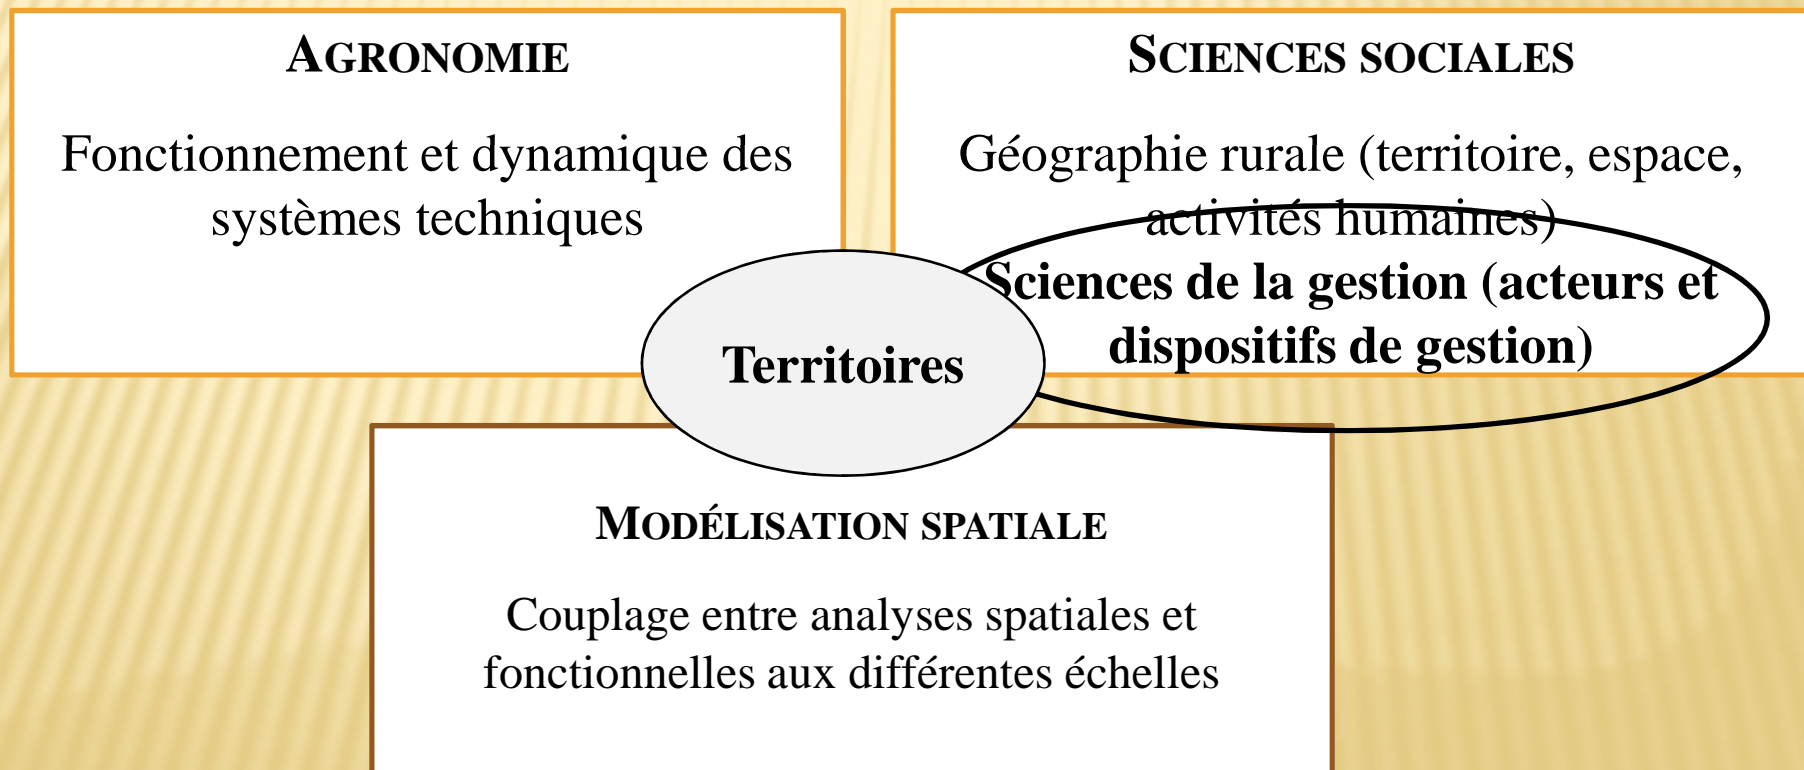 AGRONOMIE
Fonctionnement et dynamique des
systèmes techniques
SCIENCES SOCIALES
Géographie rurale (territoire, espace,
activités humaines)
Sciences de la gestion (acteurs et
dispositifs de gestion)
Territoires
MODÉLISATION SPATIALE
Couplage entre analyses spatiales et
fonctionnelles aux différentes échelles